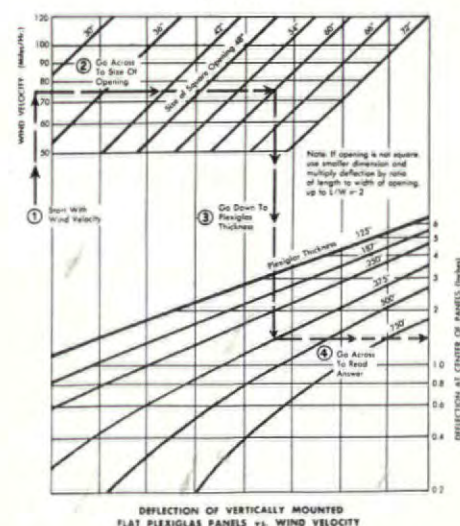 120
110
100
90
80
75
70
60
50
WIND VELOCITY (Miles/Hr.)
30"
36"
42"
Size of Square Opening 48"
54"
60"
66"
72"
② Go Across
To Size Of
Opening
① Start With
Wind Velocity
③ Go Down To
Plexiglas
Thickness
Note: If opening is not square,
use smaller dimension and
multiply deflection by ratio
of length to width of opening,
up to L/W = 2
Plexiglas Thickness
.125"
.187"
.250"
.375"
.500"
.750"
④ Go Across
To Read
Answer
6
5
4
3
2
1.0
0.8
0.6
0.4
0.2
DEFLECTION AT CENTER OF PANELS (Inches)
DEFLECTION OF VERTICALLY MOUNTED
FLAT PLEXIGLAS PANELS vs. WIND VELOCITY